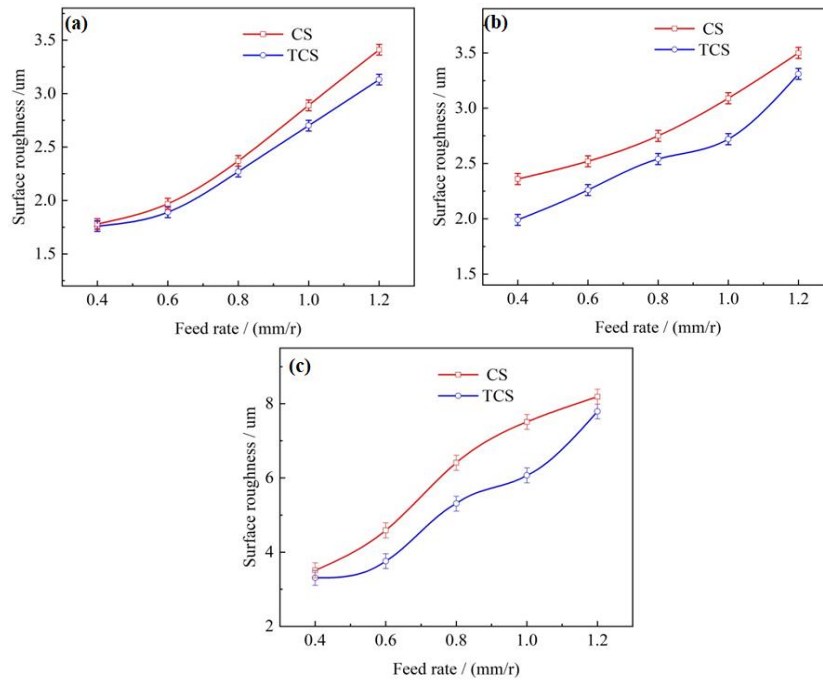 (a)
CS
TCS
3.5
3.0
2.5
2.0
1.5
Surface roughness /um
0.4 0.6 0.8 1.0 1.2
Feed rate / (mm/r)
(b)
CS
TCS
3.5
3.0
2.5
2.0
1.5
Surface roughness / um
0.4 0.6 0.8 1.0 1.2
Feed rate / (mm/r)
(c)
CS
TCS
8
6
4
2
Surface roughness / um
0.4 0.6 0.8 1.0 1.2
Feed rate / (mm/r)